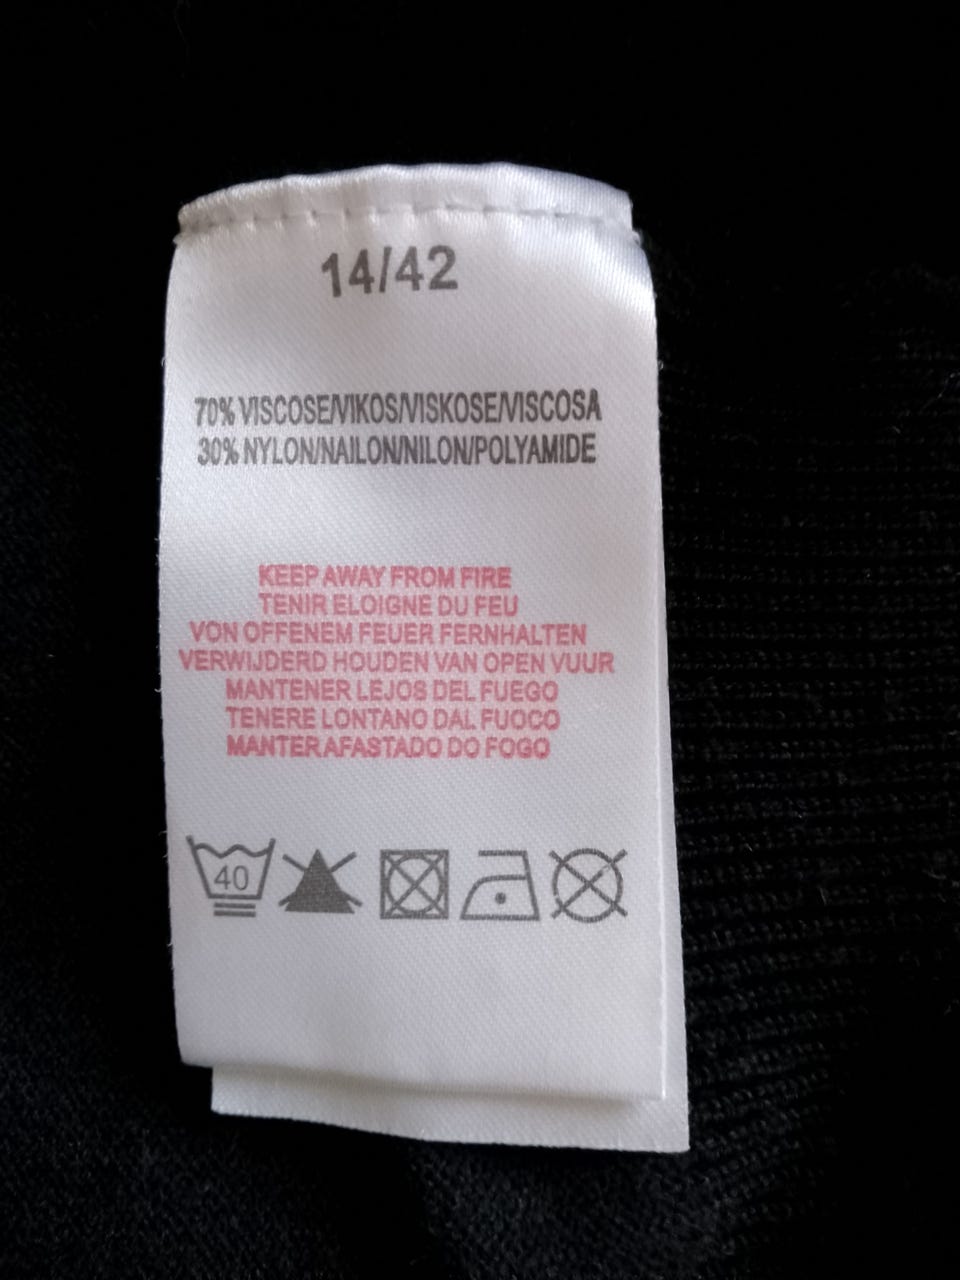 14/42
70% VISCOSE/VIKOS/VISKOSE/VISCOSA
30% NYLON/NAILON/NILON/POLYAMIDE
KEEP AWAY FROM FIRE
TENIR ELOIGNE DU FEU
VON OFFENEM FEUER FERNHALTEN
VERWIJDERD HOUDEN VAN OPEN VUUR
MANTENER LEJOS DEL FUEGO
TENERE LONTANO DAL FUOCO
MANTERAFASTADO DO FOGO
40